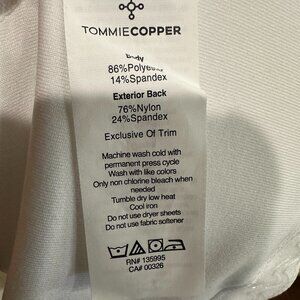 TOMMIECOPPER
Body
86%Polyester
14%Spandex
Exterior Back
76%Nylon
24%Spandex
Exclusive Of Trim
Machine wash cold with
permanent press cycle
Wash with like colors
Only non chlorine bleach when
needed
Tumble dry low heat
Cool iron
Do not use dryer sheets
Do not use fabric softener
RN# 135995
CA# 00326